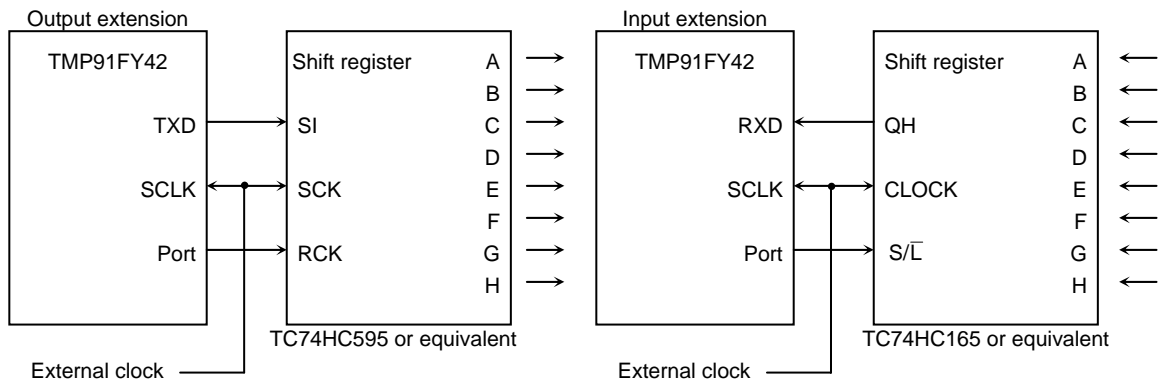 Output extension
TMP91FY42
TXD
SCLK
Port
Shift register
SI
SCK
RCK
A
B
C
D
E
F
G
H
TC74HC595 or equivalent
External clock
Input extension
TMP91FY42
RXD
SCLK
Port
Shift register
QH
CLOCK
S/L̅
A
B
C
D
E
F
G
H
TC74HC165 or equivalent
External clock